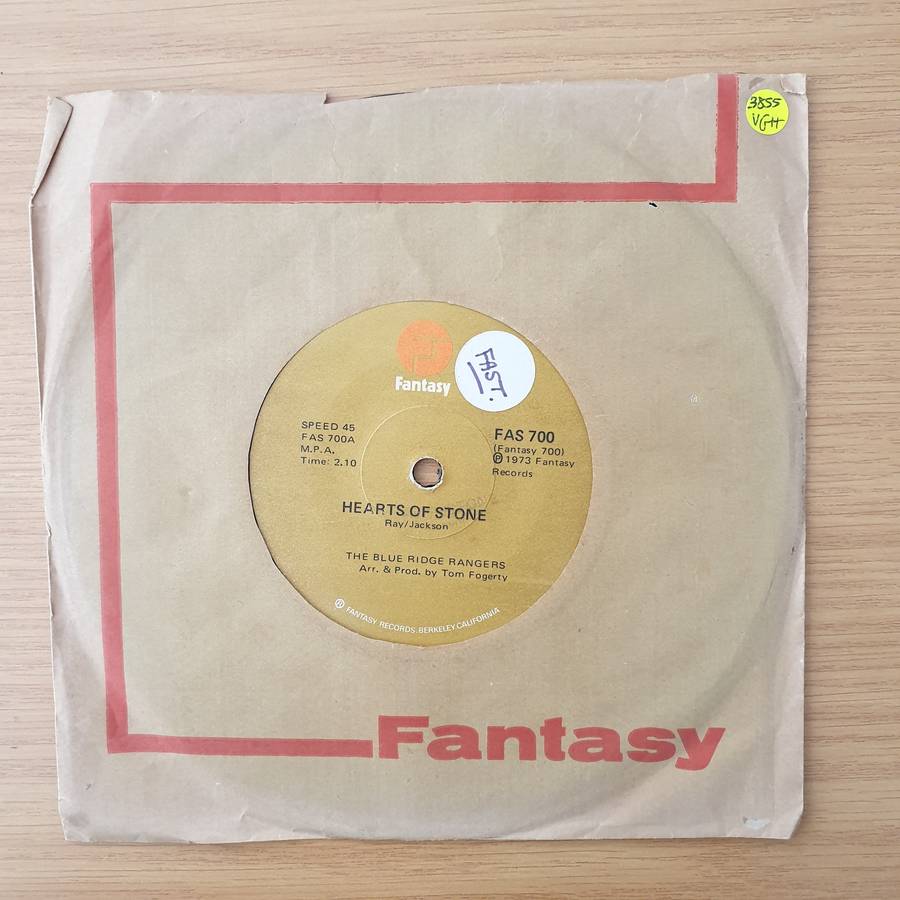 3855
VG+
Fantasy
FAST.
SPEED 45
FAS 700A
M.P.A.
Time: 2.10
FAS 700
(Fantasy 700)
Ⓟ 1973 Fantasy
Records
HEARTS OF STONE
Ray/Jackson
THE BLUE RIDGE RANGERS
Arr. & Prod. by Tom Fogerty
Ⓡ FANTASY RECORDS. BERKELEY. CALIFORNIA
Fantasy